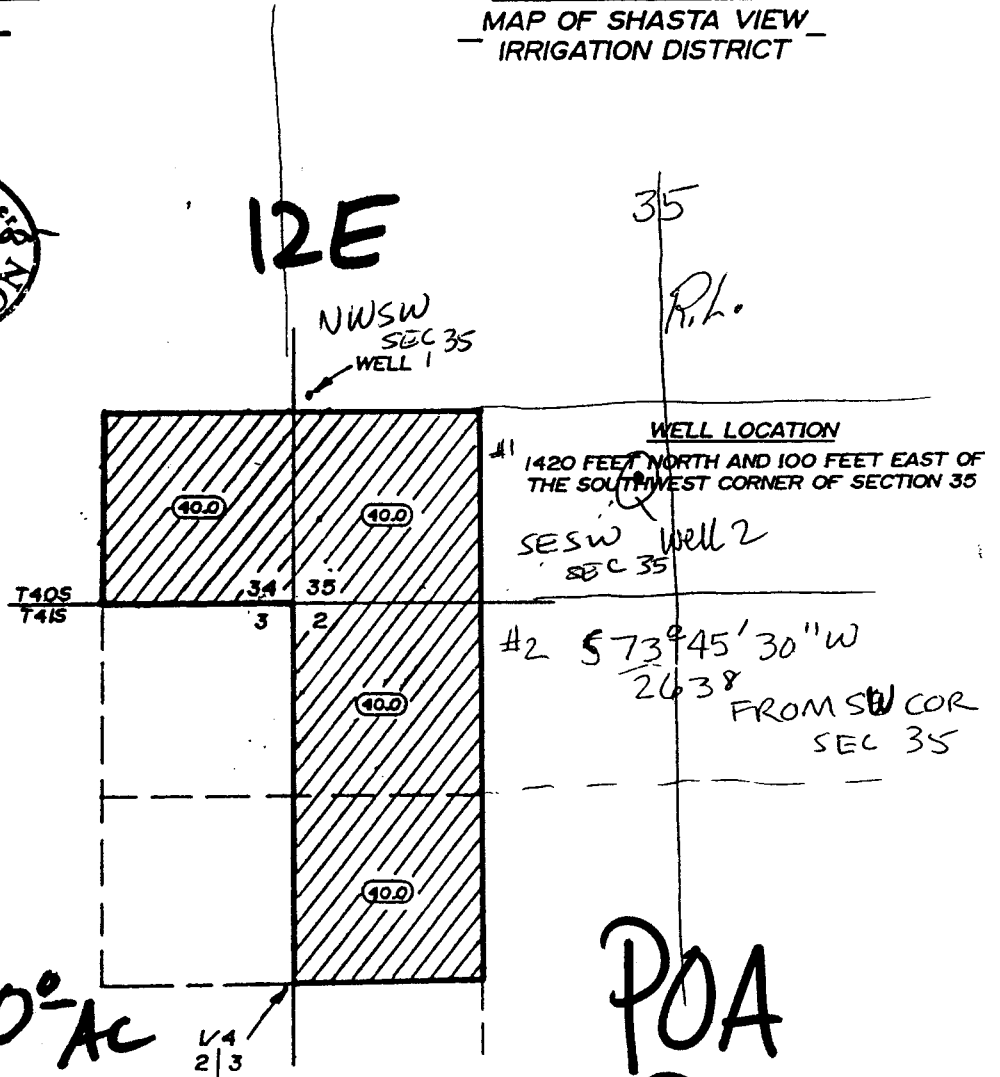 MAP OF SHASTA VIEW
IRRIGATION DISTRICT
12E
35
R.L.
NWSW
SEC 35
WELL 1
WELL LOCATION
#1 1420 FEET NORTH AND 100 FEET EAST OF
THE SOUTHWEST CORNER OF SECTION 35
40.0
40.0
SESW well 2
SEC 35
T40S
T41S
34 35
3 2
#2 S 73° 45' 30" W
2638
FROM SW COR
SEC 35
40.0
40.0
POA
AC
1/4
2|3